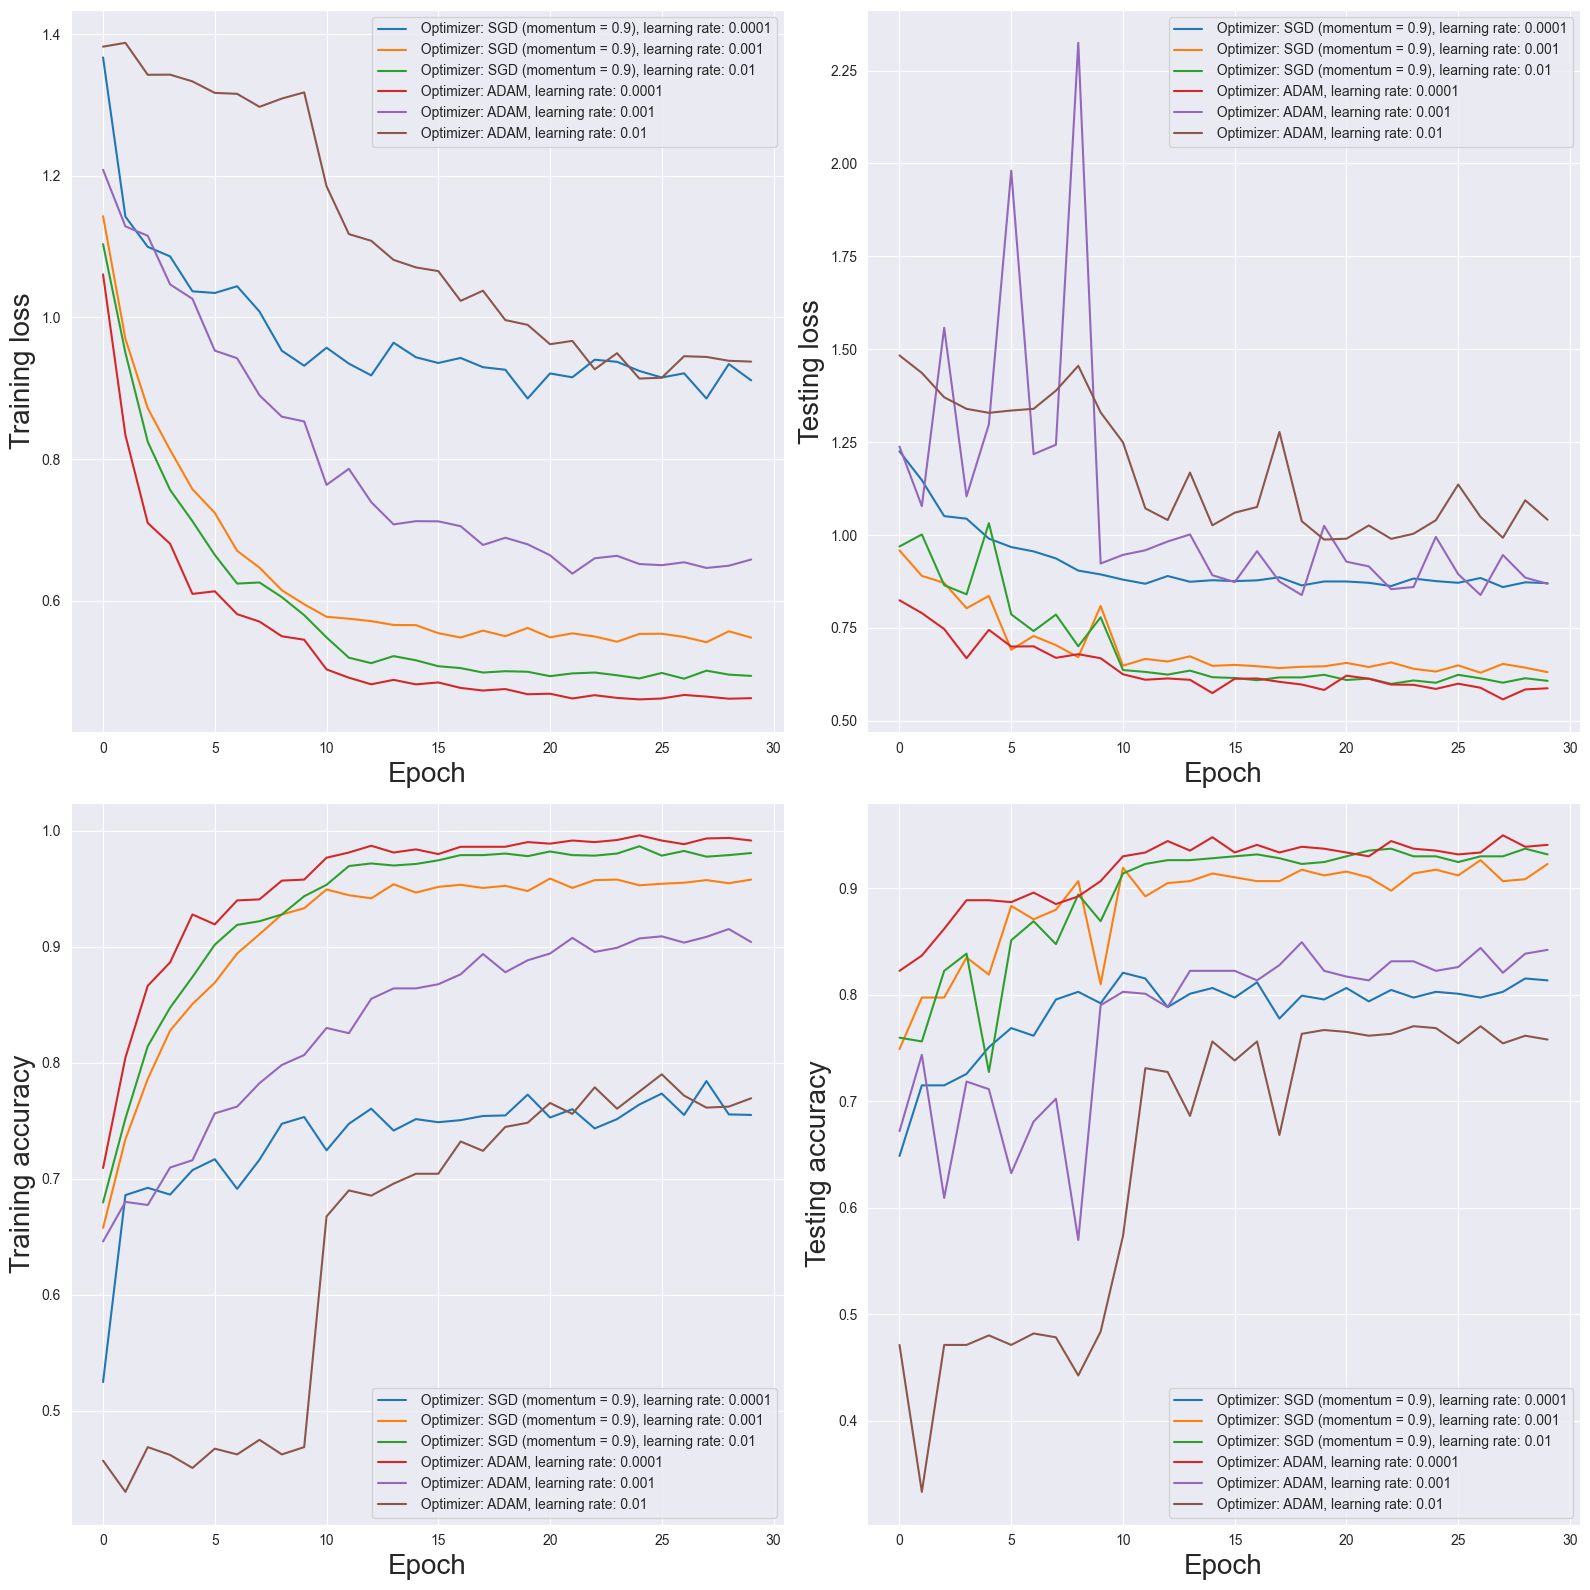 Training loss
1.4
1.2
1.0
0.8
0.6
Optimizer: SGD (momentum = 0.9), learning rate: 0.0001
Optimizer: SGD (momentum = 0.9), learning rate: 0.001
Optimizer: SGD (momentum = 0.9), learning rate: 0.01
Optimizer: ADAM, learning rate: 0.0001
Optimizer: ADAM, learning rate: 0.001
Optimizer: ADAM, learning rate: 0.01
0 5 10 15 20 25 30
Epoch
Testing loss
2.25
2.00
1.75
1.50
1.25
1.00
0.75
0.50
Optimizer: SGD (momentum = 0.9), learning rate: 0.0001
Optimizer: SGD (momentum = 0.9), learning rate: 0.001
Optimizer: SGD (momentum = 0.9), learning rate: 0.01
Optimizer: ADAM, learning rate: 0.0001
Optimizer: ADAM, learning rate: 0.001
Optimizer: ADAM, learning rate: 0.01
0 5 10 15 20 25 30
Epoch
Training accuracy
1.0
0.9
0.8
0.7
0.6
0.5
Optimizer: SGD (momentum = 0.9), learning rate: 0.0001
Optimizer: SGD (momentum = 0.9), learning rate: 0.001
Optimizer: SGD (momentum = 0.9), learning rate: 0.01
Optimizer: ADAM, learning rate: 0.0001
Optimizer: ADAM, learning rate: 0.001
Optimizer: ADAM, learning rate: 0.01
0 5 10 15 20 25 30
Epoch
Testing accuracy
0.9
0.8
0.7
0.6
0.5
0.4
Optimizer: SGD (momentum = 0.9), learning rate: 0.0001
Optimizer: SGD (momentum = 0.9), learning rate: 0.001
Optimizer: SGD (momentum = 0.9), learning rate: 0.01
Optimizer: ADAM, learning rate: 0.0001
Optimizer: ADAM, learning rate: 0.001
Optimizer: ADAM, learning rate: 0.01
0 5 10 15 20 25 30
Epoch